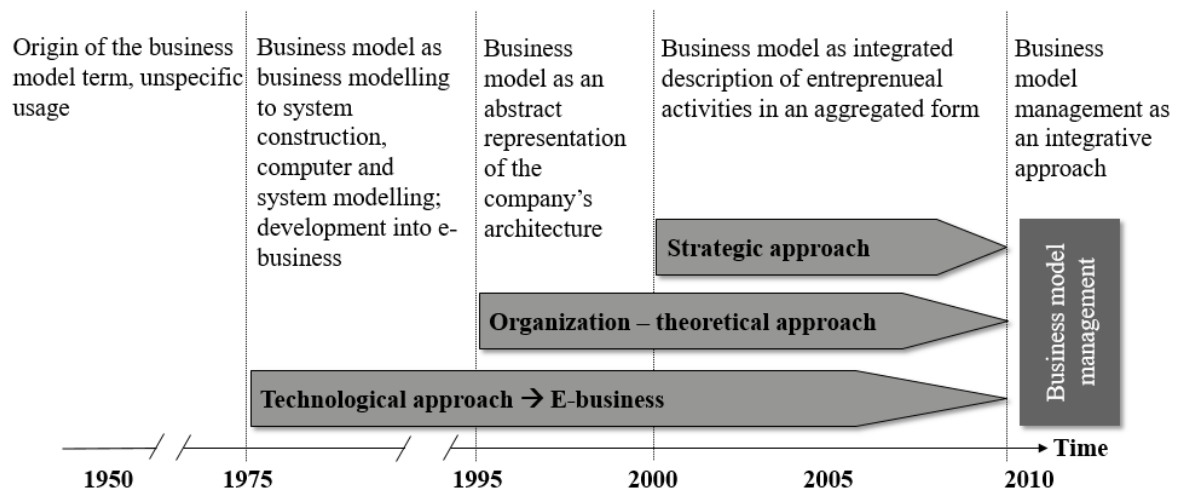 Origin of the business
model term, unspecific
usage
Business model as
business modelling
to system
construction,
computer and
system modelling;
development into e-
business
Business
model as an
abstract
representation
of the
company’s
architecture
Business model as integrated
description of entreprenueal
activities in an aggregated form
Business
model
management as
an integrative
approach
Strategic approach
Organization – theoretical approach
Technological approach → E-business
Business model
management
Time
1950
1975
1995
2000
2005
2010